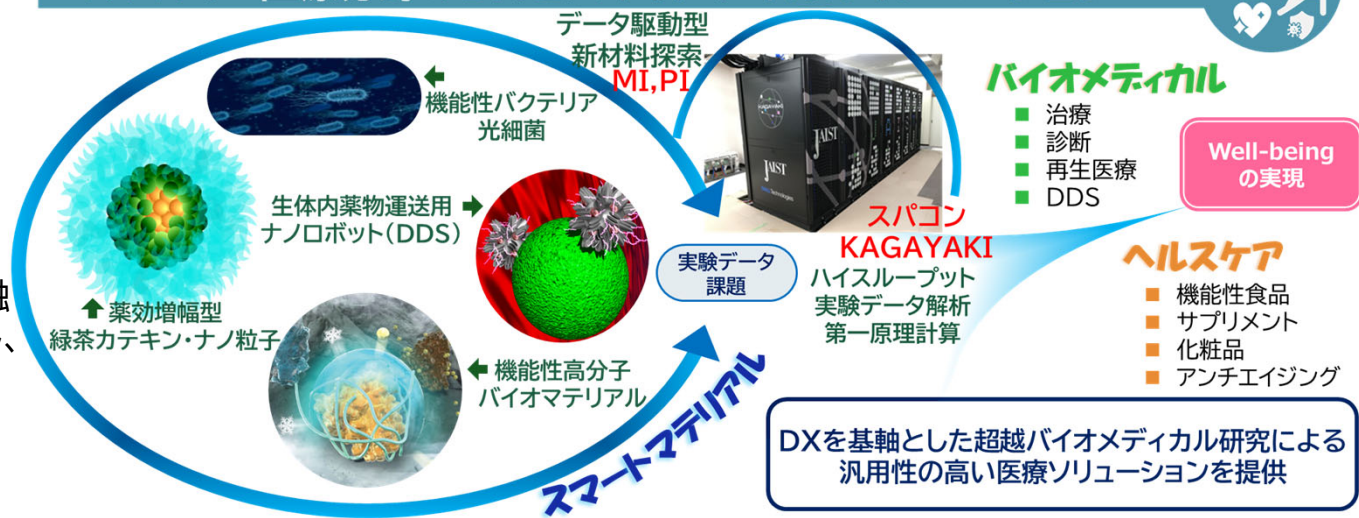 データ駆動型
新材料探索
MI,PI
機能性バクテリア
光細菌
生体内薬物運送用
ナノロボット(DDS)
薬効増幅型
緑茶カテキン・ナノ粒子
機能性高分子
バイオマテリアル
スマートマテリアル
実験データ
課題
JAIST
JAIST
スパコン
KAGAYAKI
ハイスループット
実験データ解析
第一原理計算
バイオメディカル
■ 治療
■ 診断
■ 再生医療
■ DDS
Well-being
の実現
ヘルスケア
■ 機能性食品
■ サプリメント
■ 化粧品
■ アンチエイジング
DXを基軸とした超越バイオメディカル研究による
汎用性の高い医療ソリューションを提供